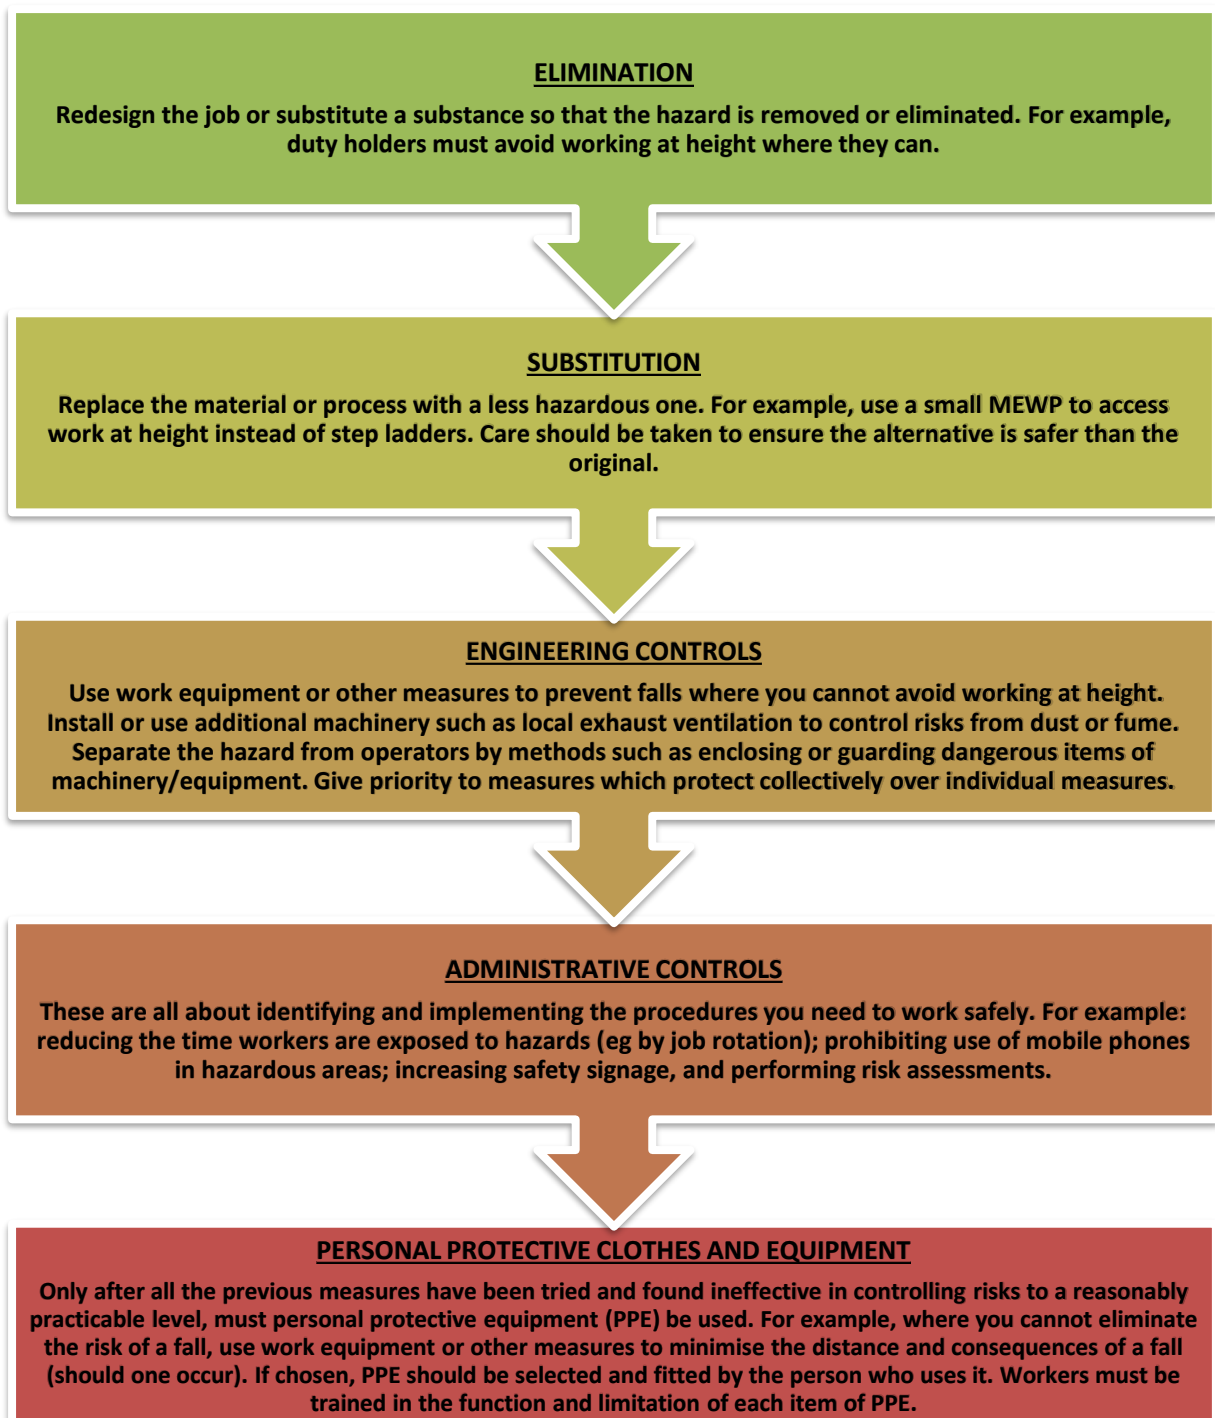 ELIMINATION
Redesign the job or substitute a substance so that the hazard is removed or eliminated. For example,
duty holders must avoid working at height where they can.
SUBSTITUTION
Replace the material or process with a less hazardous one. For example, use a small MEWP to access
work at height instead of step ladders. Care should be taken to ensure the alternative is safer than the
original.
ENGINEERING CONTROLS
Use work equipment or other measures to prevent falls where you cannot avoid working at height.
Install or use additional machinery such as local exhaust ventilation to control risks from dust or fume.
Separate the hazard from operators by methods such as enclosing or guarding dangerous items of
machinery/equipment. Give priority to measures which protect collectively over individual measures.
ADMINISTRATIVE CONTROLS
These are all about identifying and implementing the procedures you need to work safely. For example:
reducing the time workers are exposed to hazards (eg by job rotation); prohibiting use of mobile phones
in hazardous areas; increasing safety signage, and performing risk assessments.
PERSONAL PROTECTIVE CLOTHES AND EQUIPMENT
Only after all the previous measures have been tried and found ineffective in controlling risks to a reasonably
practicable level, must personal protective equipment (PPE) be used. For example, where you cannot eliminate
the risk of a fall, use work equipment or other measures to minimise the distance and consequences of a fall
(should one occur). If chosen, PPE should be selected and fitted by the person who uses it. Workers must be
trained in the function and limitation of each item of PPE.